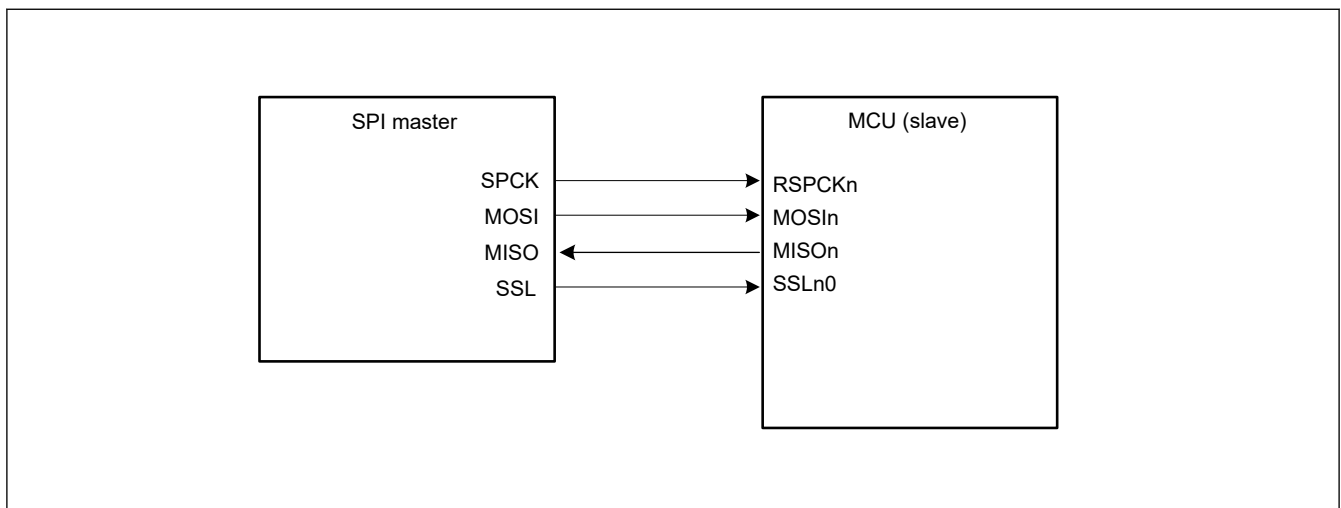 SPI master
SPCK
MOSI
MISO
SSL
MCU (slave)
RSPCKn
MOSIn
MISOn
SSLn0